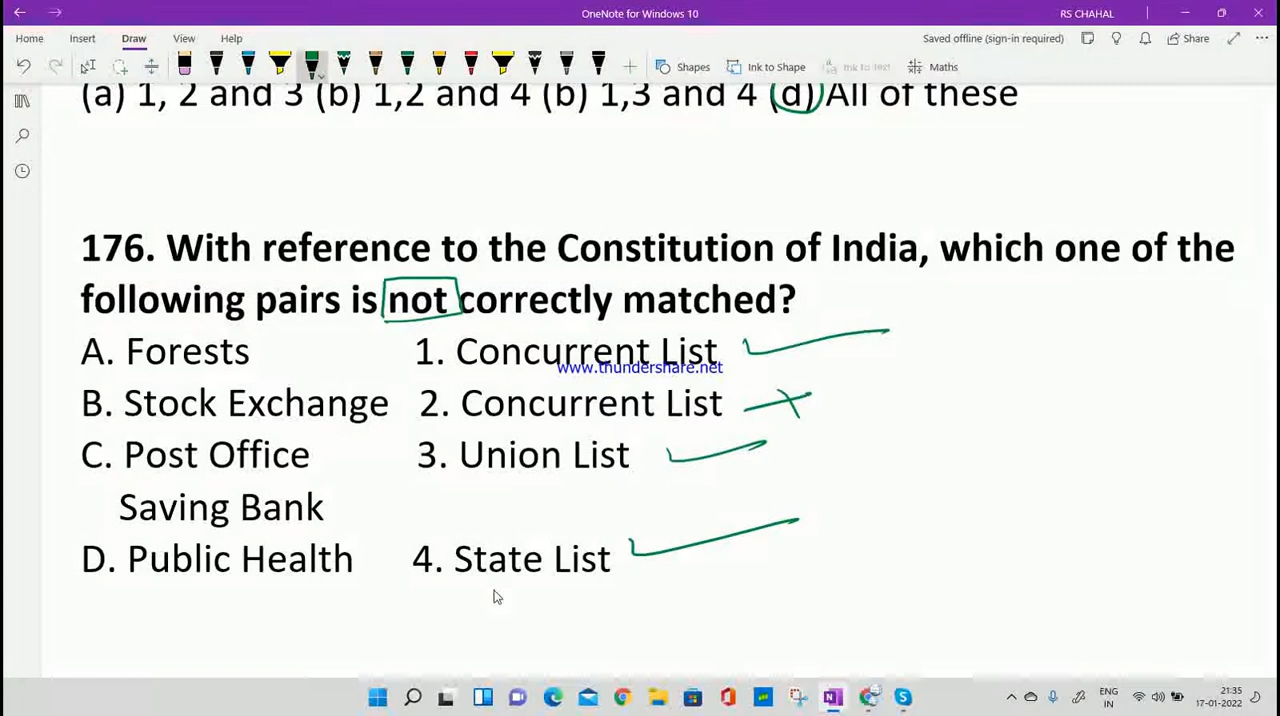 OneNote for Windows 10
RS CHAHAL
Home Insert Draw View Help
Saved offline (sign-in required)
Share
Shapes
Ink to Shape
Ink to Text
Maths
(a) 1, 2 and 3 (b) 1,2 and 4 (b) 1,3 and 4 (d) All of these
176. With reference to the Constitution of India, which one of the
following pairs is not correctly matched?
A. Forests 1. Concurrent List
www.thundershare.net
B. Stock Exchange 2. Concurrent List
C. Post Office 3. Union List
Saving Bank
D. Public Health 4. State List
ENG
IN
21:35
17-01-2022